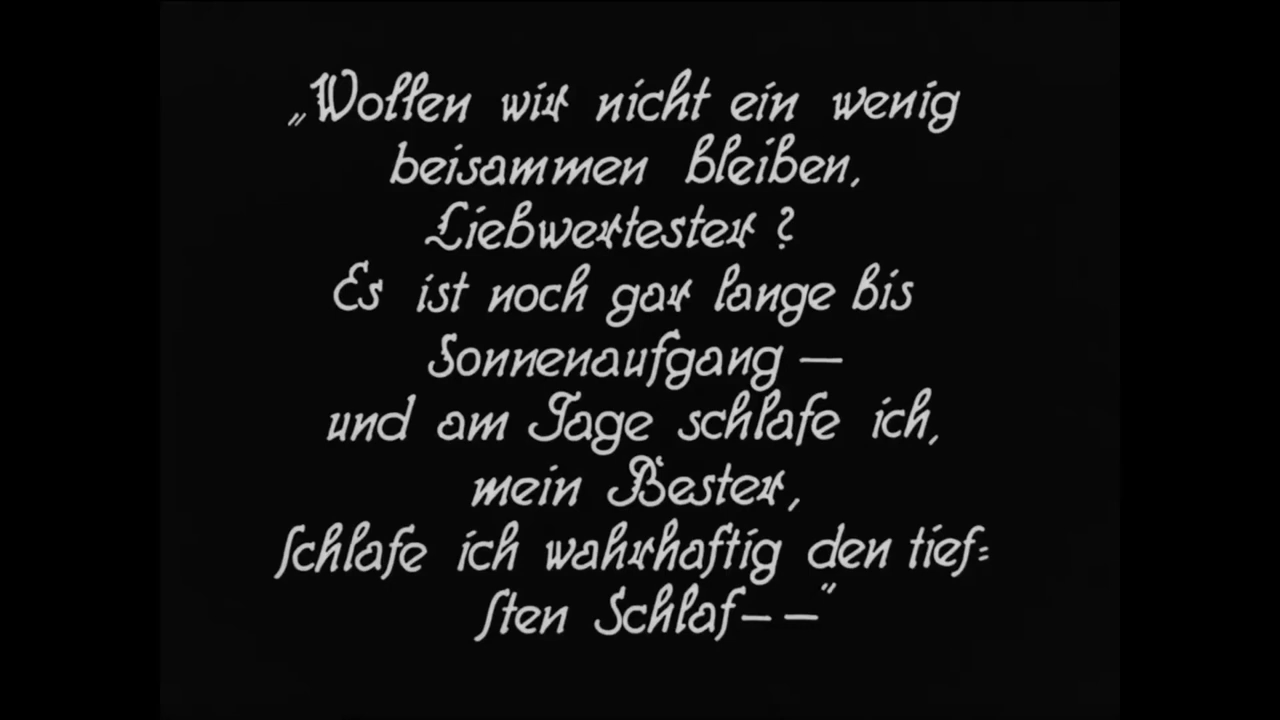 „Wollen wir nicht ein wenig
beisammen bleiben,
Liebwertester ?
Es ist noch gar lange bis
Sonnenaufgang —
und am Tage schlafe ich,
mein Bester,
ſchlafe ich wahrhaftig den tief=
ſten Schlaf — —”